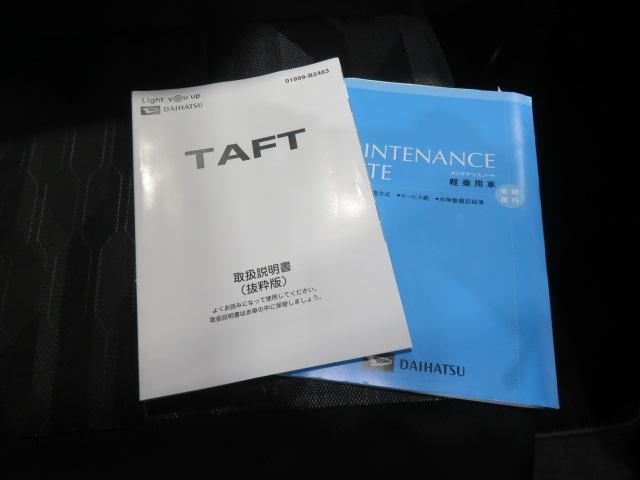 Light you up
DAIHATSU
01999-B2463
TAFT
取扱説明書
（抜粋版）
よくお読みになって使用してください。
取扱説明書はお車の中に保管しましょう。
INTENANCE
TE
メンテナンスノート
軽乗用車
管方式 ●サービス網 ●点検整備記録簿
DAIHATSU